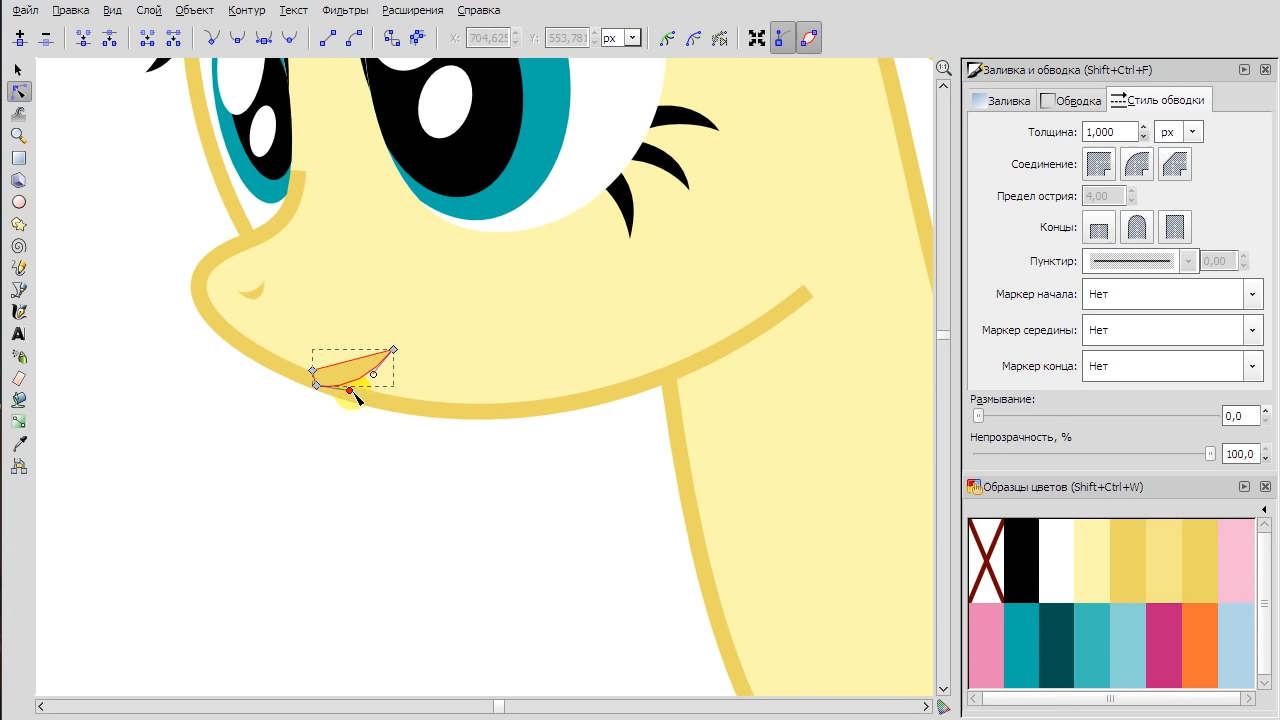 Файл Правка Вид Слой Объект Контур Текст Фильтры Расширения Справка
X: 704,625 Y: 553,781 px
Заливка и обводка (Shift+Ctrl+F)
Заливка Обводка Стиль обводки
Толщина: 1,000 px
Соединение:
Предел острия: 4,00
Концы:
Пунктир: 0,00
Маркер начала: Нет
Маркер середины: Нет
Маркер конца: Нет
Размывание:
0,0
Непрозрачность, %
100,0
Образцы цветов (Shift+Ctrl+W)